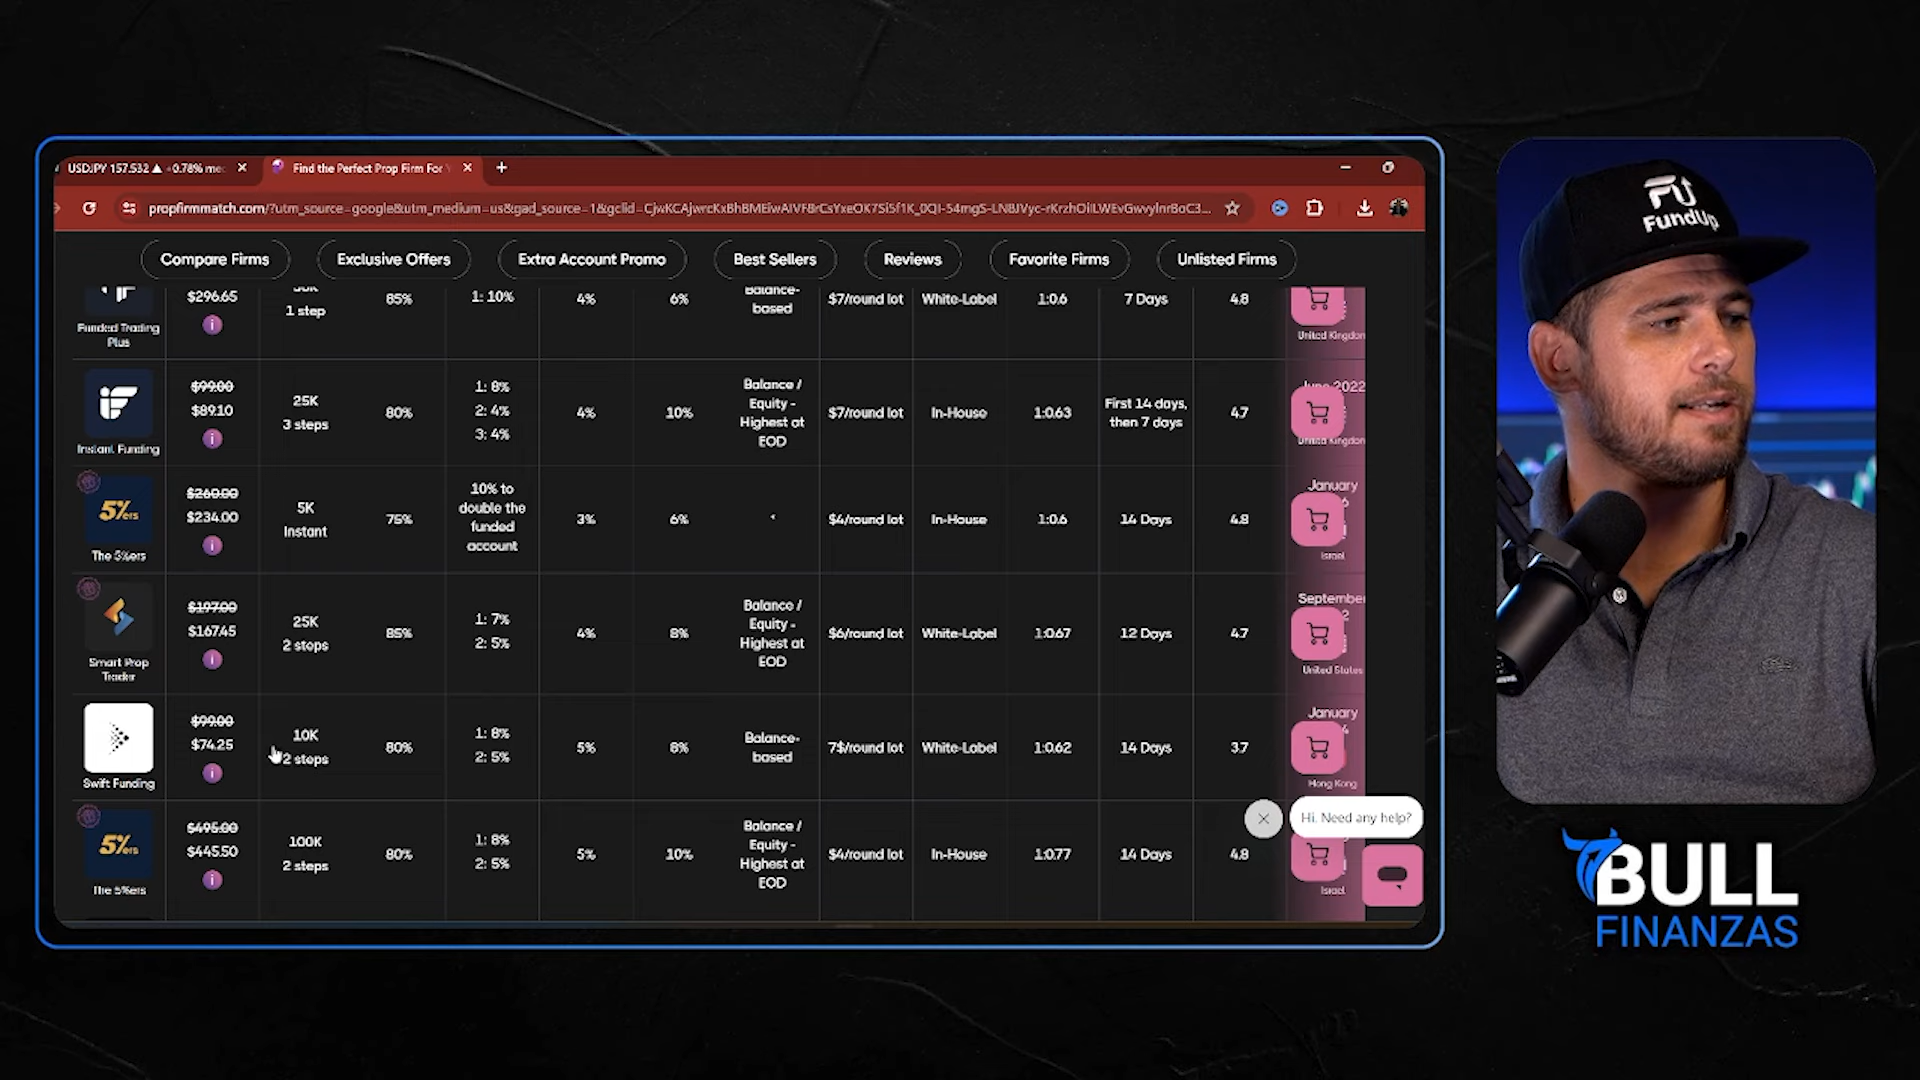 USDJPY 157.532 ▲ +0.78%
Find the Perfect Prop Firm For
propfirmmatch.com
Compare Firms
Exclusive Offers
Extra Account Promo
Best Sellers
Reviews
Favorite Firms
Unlisted Firms
Funded Trading
Plus
$296.65
1 step
85%
1: 10%
4%
6%
Balance-
based
$7/round lot
White-Label
1:0.6
7 Days
4.8
United Kingdom
Instant Funding
$99.00
$89.10
25K
3 steps
80%
1: 8%
2: 4%
3: 4%
4%
10%
Balance /
Equity -
Highest at
EOD
$7/round lot
In-House
1:0.63
First 14 days,
then 7 days
4.7
June 2022
United Kingdom
5%ers
The 5%ers
$260.00
$234.00
5K
Instant
75%
10% to
double the
funded
account
3%
6%
$4/round lot
In-House
1:0.6
14 Days
4.8
January
Israel
Smart Prop
Trader
$197.00
$167.45
25K
2 steps
85%
1: 7%
2: 5%
4%
8%
Balance /
Equity -
Highest at
EOD
$6/round lot
White-Label
1:0.67
12 Days
4.7
September
United States
Swift Funding
$99.00
$74.25
10K
2 steps
80%
1: 8%
2: 5%
5%
8%
Balance-
based
7$/round lot
White-Label
1:0.62
14 Days
3.7
January
Hong Kong
5%ers
The 5%ers
$495.00
$445.50
100K
2 steps
80%
1: 8%
2: 5%
5%
10%
Balance /
Equity -
Highest at
EOD
$4/round lot
In-House
1:0.77
14 Days
4.8
Israel
Hi. Need any help?
FundUp
BULL
FINANZAS